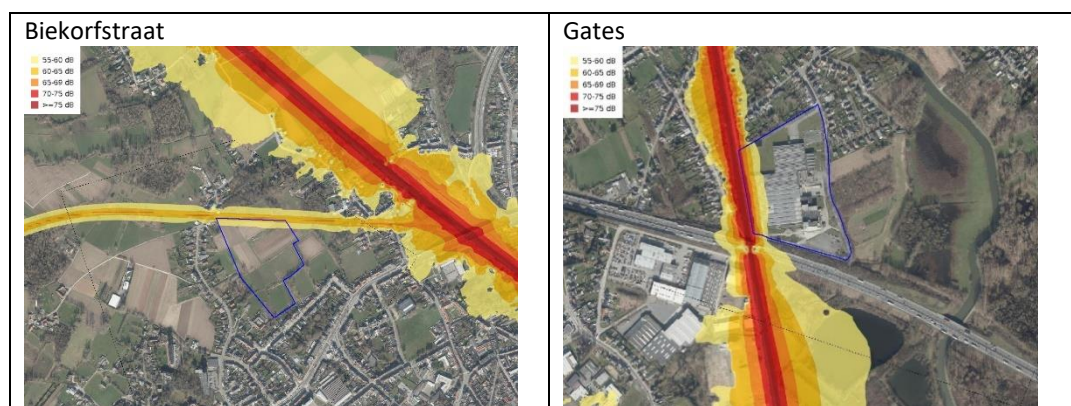 Biekorfstraat
55-60 dB
60-65 dB
65-69 dB
70-75 dB
>=75 dB
Gates
55-60 dB
60-65 dB
65-69 dB
70-75 dB
>=75 dB